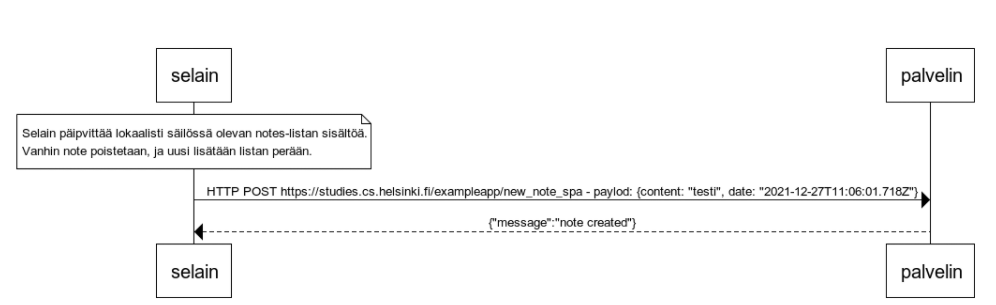 selain
palvelin
Selain päipvittää lokaalisti säilössä olevan notes-listan sisältöä.
Vanhin note poistetaan, ja uusi lisätään listan perään.
HTTP POST https://studies.cs.helsinki.fi/exampleapp/new_note_spa - paylod: {content: "testi", date: "2021-12-27T11:06:01.718Z"}
{"message":"note created"}
selain
palvelin